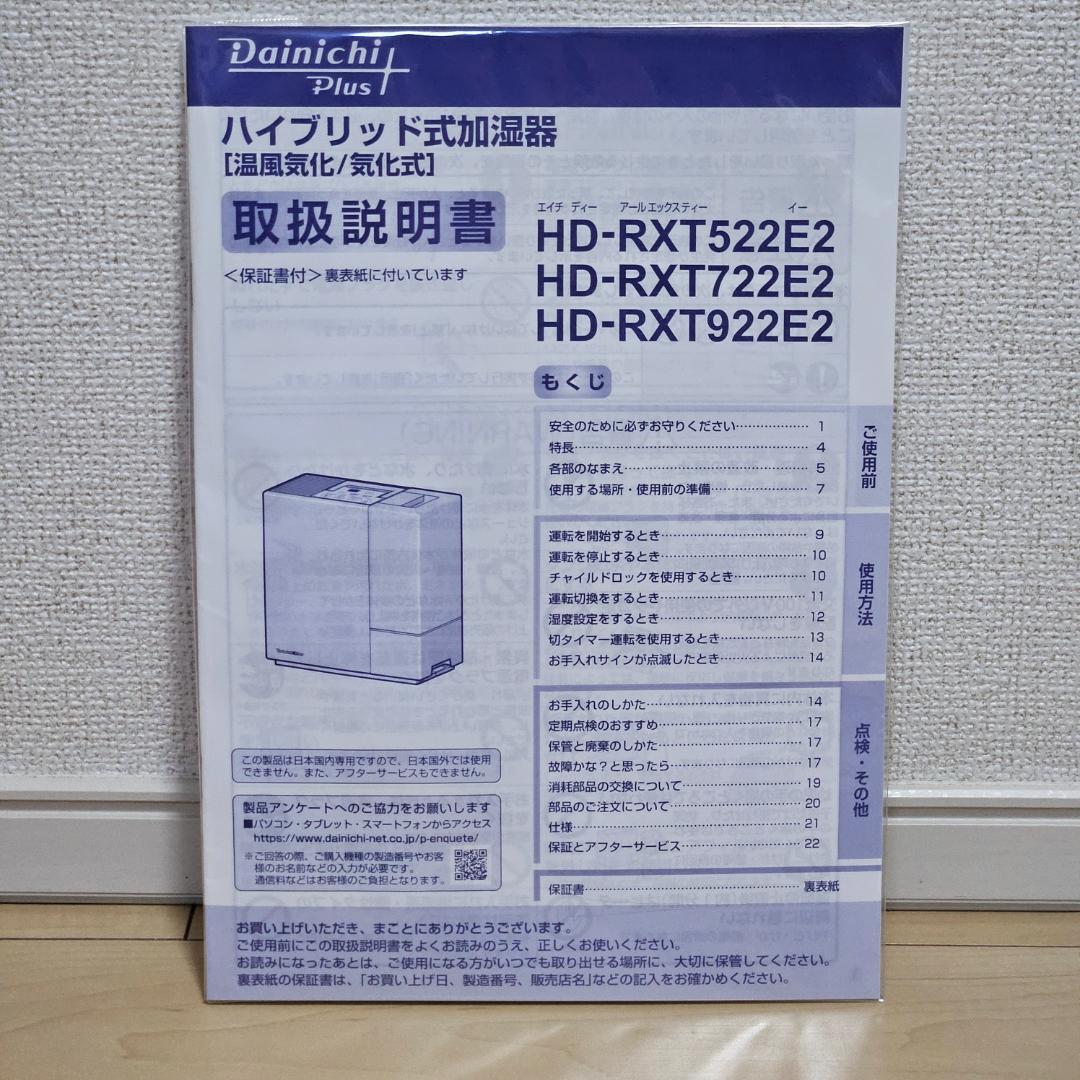 Dainichi
Plus
ハイブリッド式加湿器
[温風気化/気化式]
取扱説明書
＜保証書付＞裏表紙に付いています
エイチ ディー アールエックスティー イー
HD-RXT522E2
HD-RXT722E2
HD-RXT922E2
もくじ
安全のために必ずお守りください……………… 1
特長……………………………………………… 4
各部のなまえ…………………………………… 5
使用する場所・使用前の準備………………… 7
ご使用前
運転を開始するとき…………………………… 9
運転を停止するとき…………………………… 10
チャイルドロックを使用するとき…………… 10
運転切換をするとき…………………………… 11
湿度設定をするとき…………………………… 12
切タイマー運転を使用するとき……………… 13
お手入れサインが点滅したとき……………… 14
使用方法
お手入れのしかた……………………………… 14
定期点検のおすすめ…………………………… 17
保管と廃棄のしかた…………………………… 17
故障かな？と思ったら………………………… 17
消耗部品の交換について……………………… 19
部品のご注文について………………………… 20
仕様……………………………………………… 21
保証とアフターサービス……………………… 22
点検・その他
保証書…………………………………………… 裏表紙
この製品は日本国内専用ですので、日本国外では使用
できません。また、アフターサービスもできません。
製品アンケートへのご協力をお願いします
■パソコン・タブレット・スマートフォンからアクセス
https://www.dainichi-net.co.jp/p-enquete/
※ご回答の際、ご購入機種の製造番号やお客
様のお名前などの入力が必要です。
通信料などはお客様のご負担となります。
お買い上げいただき、まことにありがとうございます。
ご使用前にこの取扱説明書をよくお読みのうえ、正しくお使いください。
お読みになったあとは、ご使用になる方がいつでも取り出せる場所に、大切に保管してください。
裏表紙の保証書は、「お買い上げ日、製造番号、販売店名」などの記入をお確かめください。